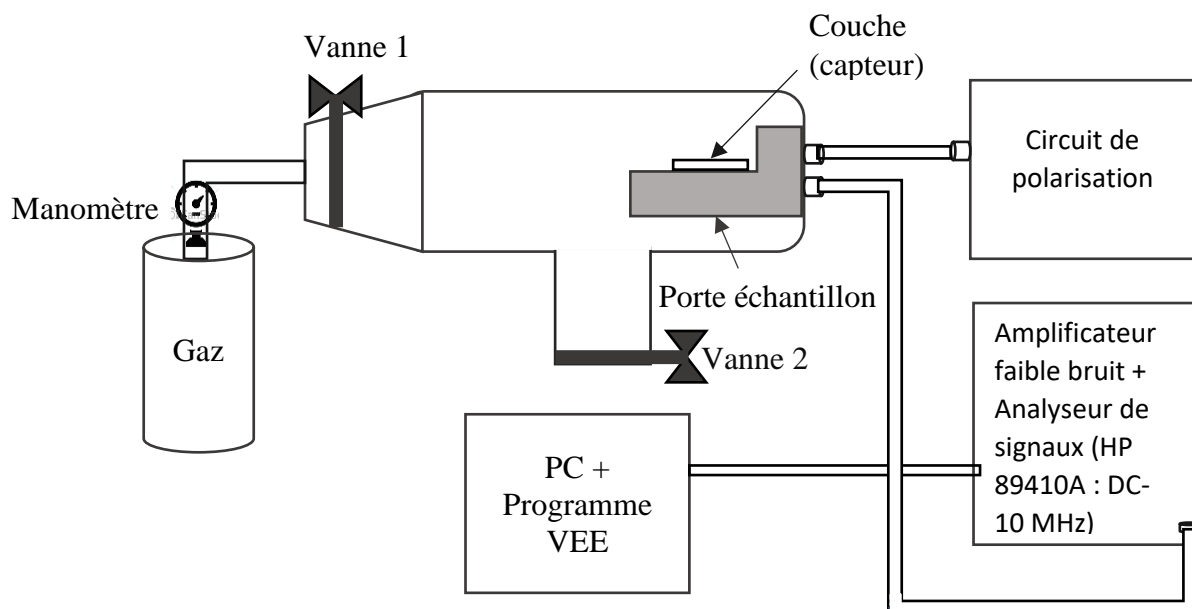 Couche
(capteur)
Vanne 1
Circuit de
polarisation
Manomètre
Porte échantillon
Gaz
Vanne 2
Amplificateur
faible bruit +
Analyseur de
signaux (HP
89410A : DC-
10 MHz)
PC +
Programme
VEE